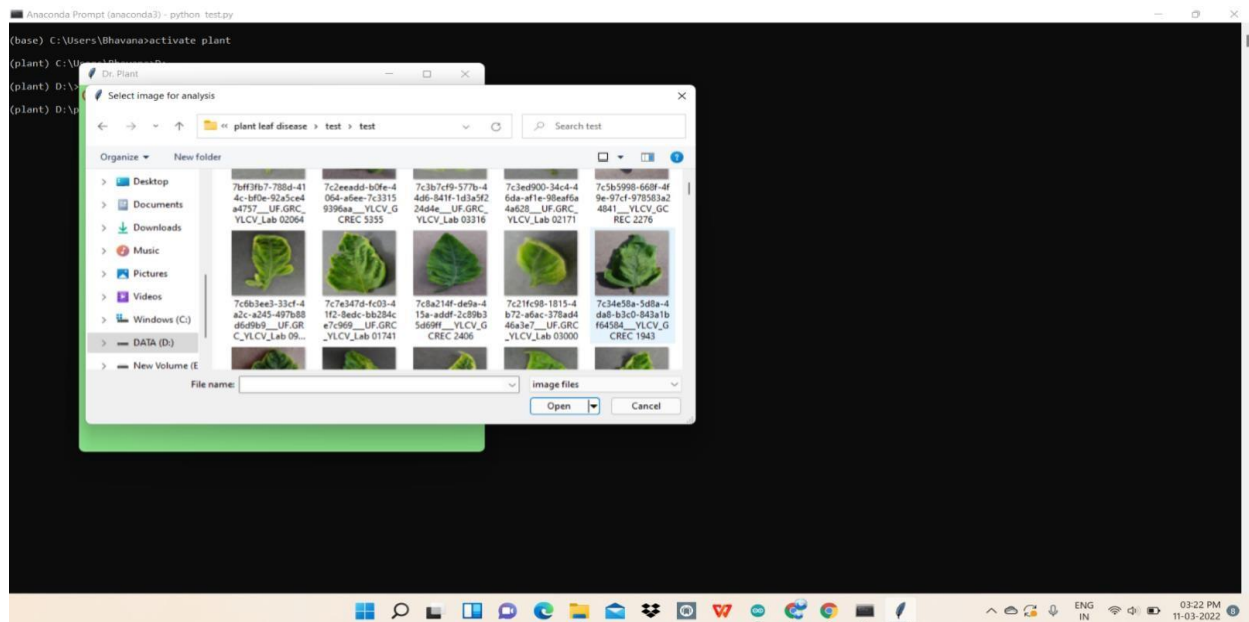 Anaconda Prompt (anaconda3) - python test.py
(base) C:\Users\Bhavana>activate plant
(plant) C:\Users\Bhavana>D:
(plant) D:\>
(plant) D:\p
Dr. Plant
Select image for analysis
« plant leaf disease > test > test
Search test
Organize
New folder
Desktop
Documents
Downloads
Music
Pictures
Videos
Windows (C:)
DATA (D:)
New Volume (E
7bff3fb7-788d-41
4c-bf0e-92a5ce4
a4757___UF.GRC_
YLCV_Lab 02064
7c2eeadd-b0fe-4
064-a6ee-7c3315
9396aa___YLCV_G
CREC 5355
7c3b7cf9-577b-4
4d6-841f-1d3a5f2
24d4e___UF.GRC_
YLCV_Lab 03316
7c3ed900-34c4-4
6da-af1e-98eaf6a
4a628___UF.GRC_
YLCV_Lab 02171
7c5b5998-668f-4f
9e-97cf-978583a2
4841___YLCV_GC
REC 2276
7c6b3ee3-33cf-4
a2c-a245-497b88
d6d9b9___UF.GR
C_YLCV_Lab 09...
7c7e347d-fc03-4
1f2-8edc-bb284c
e7c969___UF.GRC
_YLCV_Lab 01741
7c8a214f-de9a-4
15a-addf-2c89b3
5d69ff___YLCV_G
CREC 2406
7c21fc98-1815-4
b72-a6ac-378ad4
46a3e7___UF.GRC
_YLCV_Lab 03000
7c34e58a-5d8a-4
da8-b3c0-843a1b
f64584___YLCV_G
CREC 1943
File name:
image files
Open
Cancel
ENG
IN
03:22 PM
11-03-2022
8